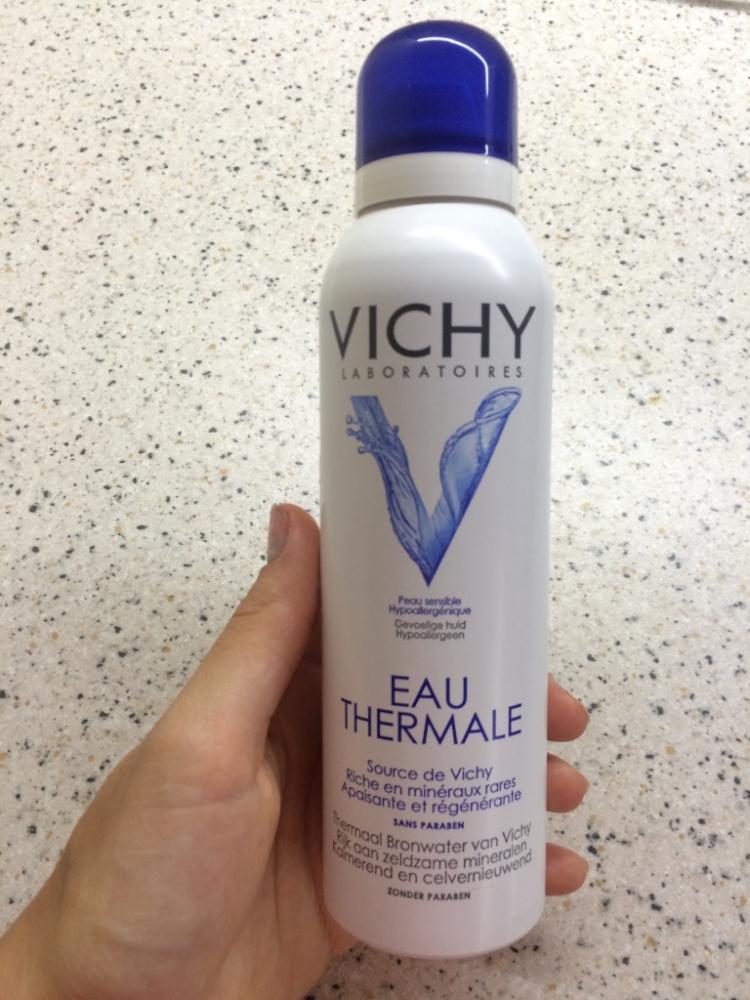 VICHY
LABORATOIRES
Peau sensible
Hypoallergénique
Gevoelige huid
Hypoallergeen
EAU
THERMALE
Source de Vichy
Riche en minéraux rares
Apaisante et régénérante
SANS PARABEN
Thermaal Bronwater van Vichy
Rijk aan zeldzame mineralen
Kalmerend en celvernieuwend
ZONDER PARABEN